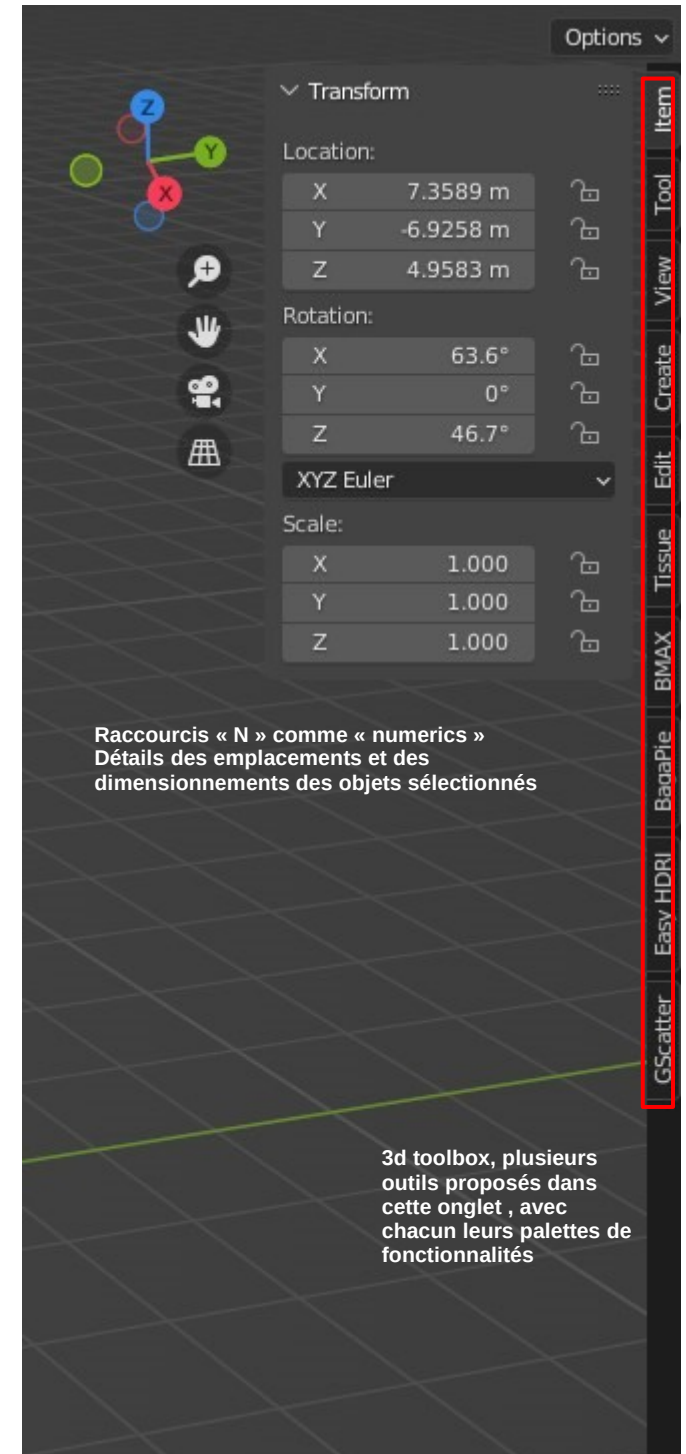 Options
Transform
Location:
X 7.3589 m
Y -6.9258 m
Z 4.9583 m
Rotation:
X 63.6°
Y 0°
Z 46.7°
XYZ Euler
Scale:
X 1.000
Y 1.000
Z 1.000
Z
Y
X
Item
Tool
View
Create
Edit
Tissue
BMAX
BagaPie
Easy HDRI
GScatter
Raccourcis « N » comme « numerics »
Détails des emplacements et des
dimensionnements des objets sélectionnés
3d toolbox, plusieurs
outils proposés dans
cette onglet , avec
chacun leurs palettes de
fonctionnalités